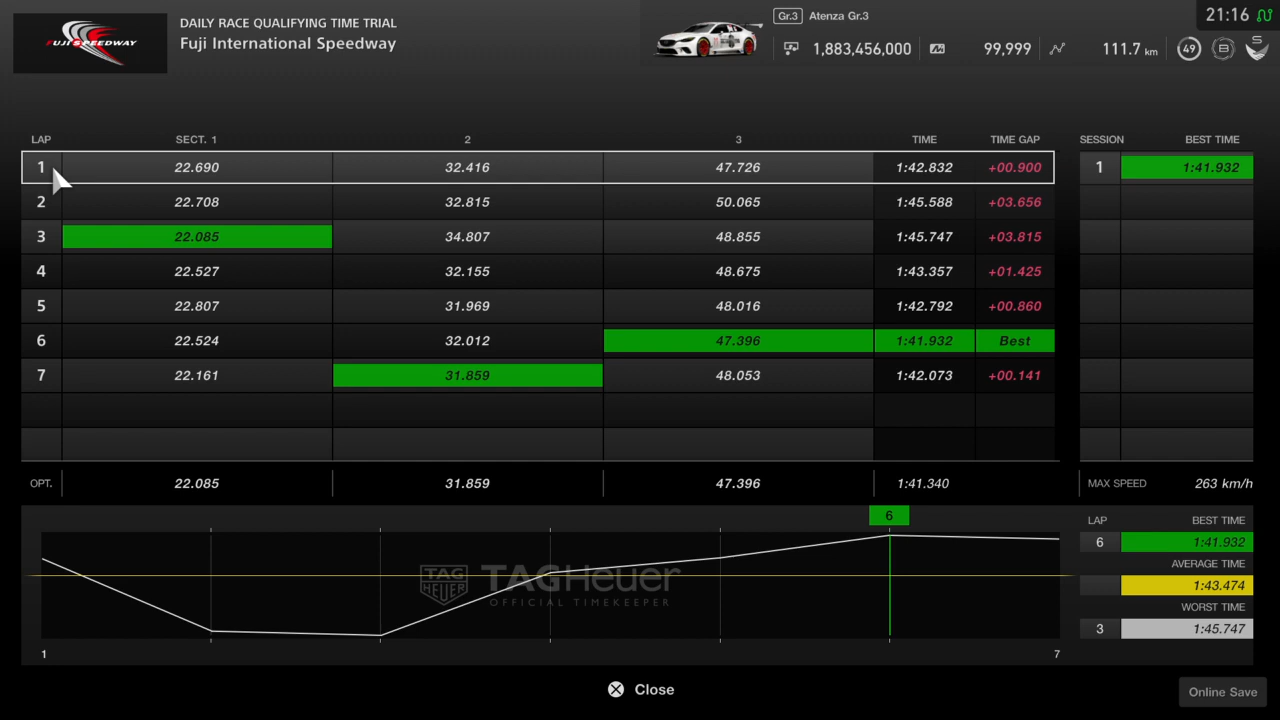 DAILY RACE QUALIFYING TIME TRIAL
Fuji International Speedway
FUJI SPEEDWAY
Gr.3 Atenza Gr.3
21:16
1,883,456,000 99,999 111.7 km 49 B S
LAP SECT. 1 2 3 TIME TIME GAP SESSION BEST TIME
1 22.690 32.416 47.726 1:42.832 +00.900 1 1:41.932
2 22.708 32.815 50.065 1:45.588 +03.656
3 22.085 34.807 48.855 1:45.747 +03.815
4 22.527 32.155 48.675 1:43.357 +01.425
5 22.807 31.969 48.016 1:42.792 +00.860
6 22.524 32.012 47.396 1:41.932 Best
7 22.161 31.859 48.053 1:42.073 +00.141
OPT. 22.085 31.859 47.396 1:41.340 MAX SPEED 263 km/h
6
TAG HEUER TAGHeuer
OFFICIAL TIMEKEEPER
1 7
LAP BEST TIME
6 1:41.932
AVERAGE TIME
1:43.474
WORST TIME
3 1:45.747
Close
Online Save